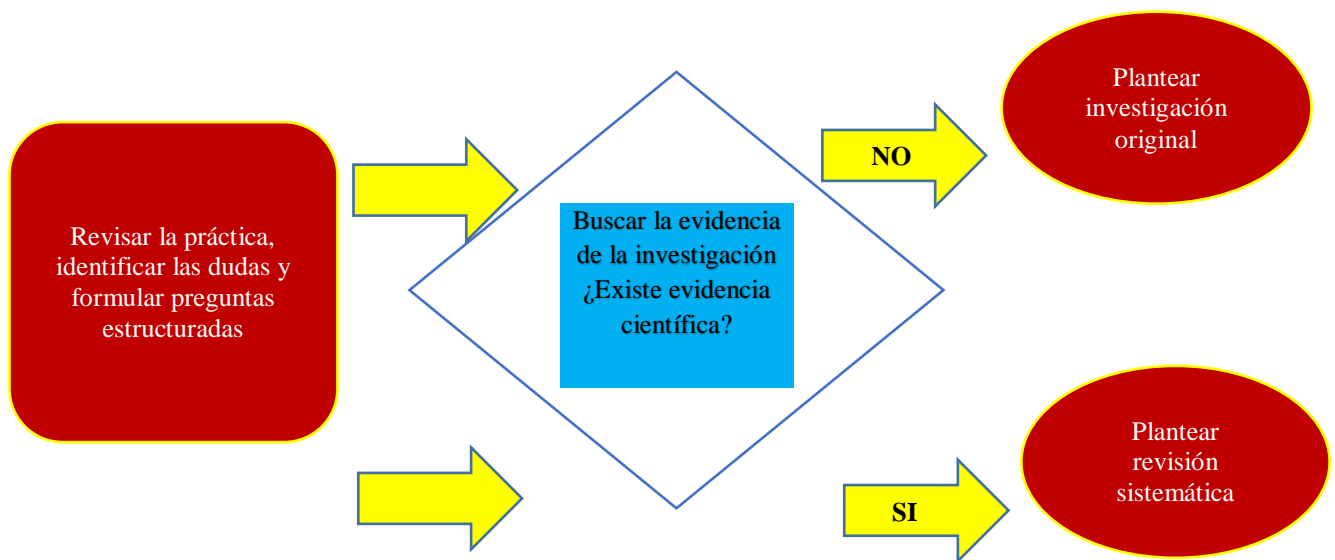 Revisar la práctica,
identificar las dudas y
formular preguntas
estructuradas
Buscar la evidencia
de la investigación
¿Existe evidencia
científica?
NO
Plantear
investigación
original
SI
Plantear
revisión
sistemática